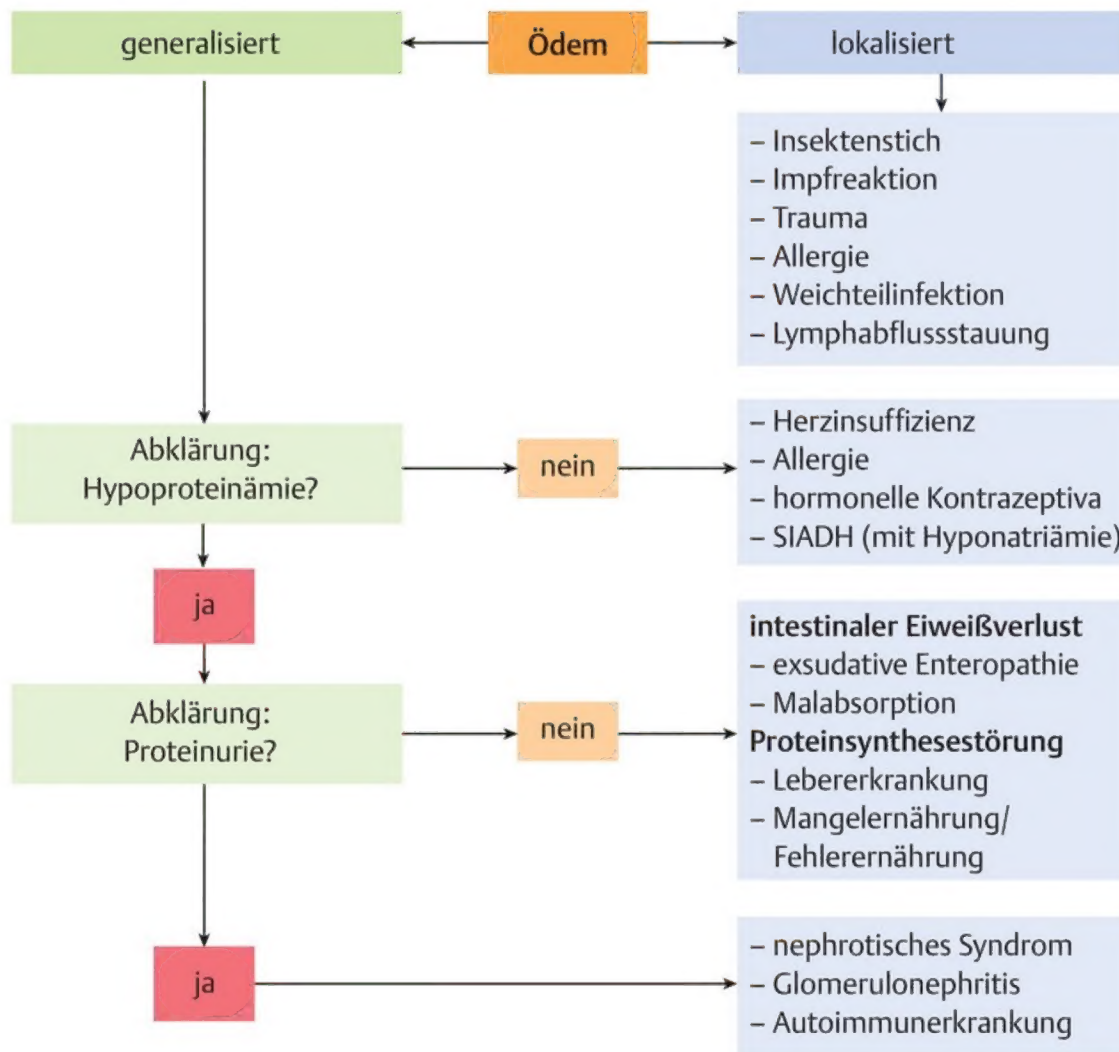 generalisiert
Ödem
lokalisiert
– Insektenstich
– Impfreaktion
– Trauma
– Allergie
– Weichteilinfektion
– Lymphabflussstauung
Abklärung:
Hypoproteinämie?
nein
– Herzinsuffizienz
– Allergie
– hormonelle Kontrazeptiva
– SIADH (mit Hyponatriämie)
ja
Abklärung:
Proteinurie?
nein
intestinaler Eiweißverlust
– exsudative Enteropathie
– Malabsorption
Proteinsynthesestörung
– Lebererkrankung
– Mangelernährung/
Fehlerernährung
ja
– nephrotisches Syndrom
– Glomerulonephritis
– Autoimmunerkrankung